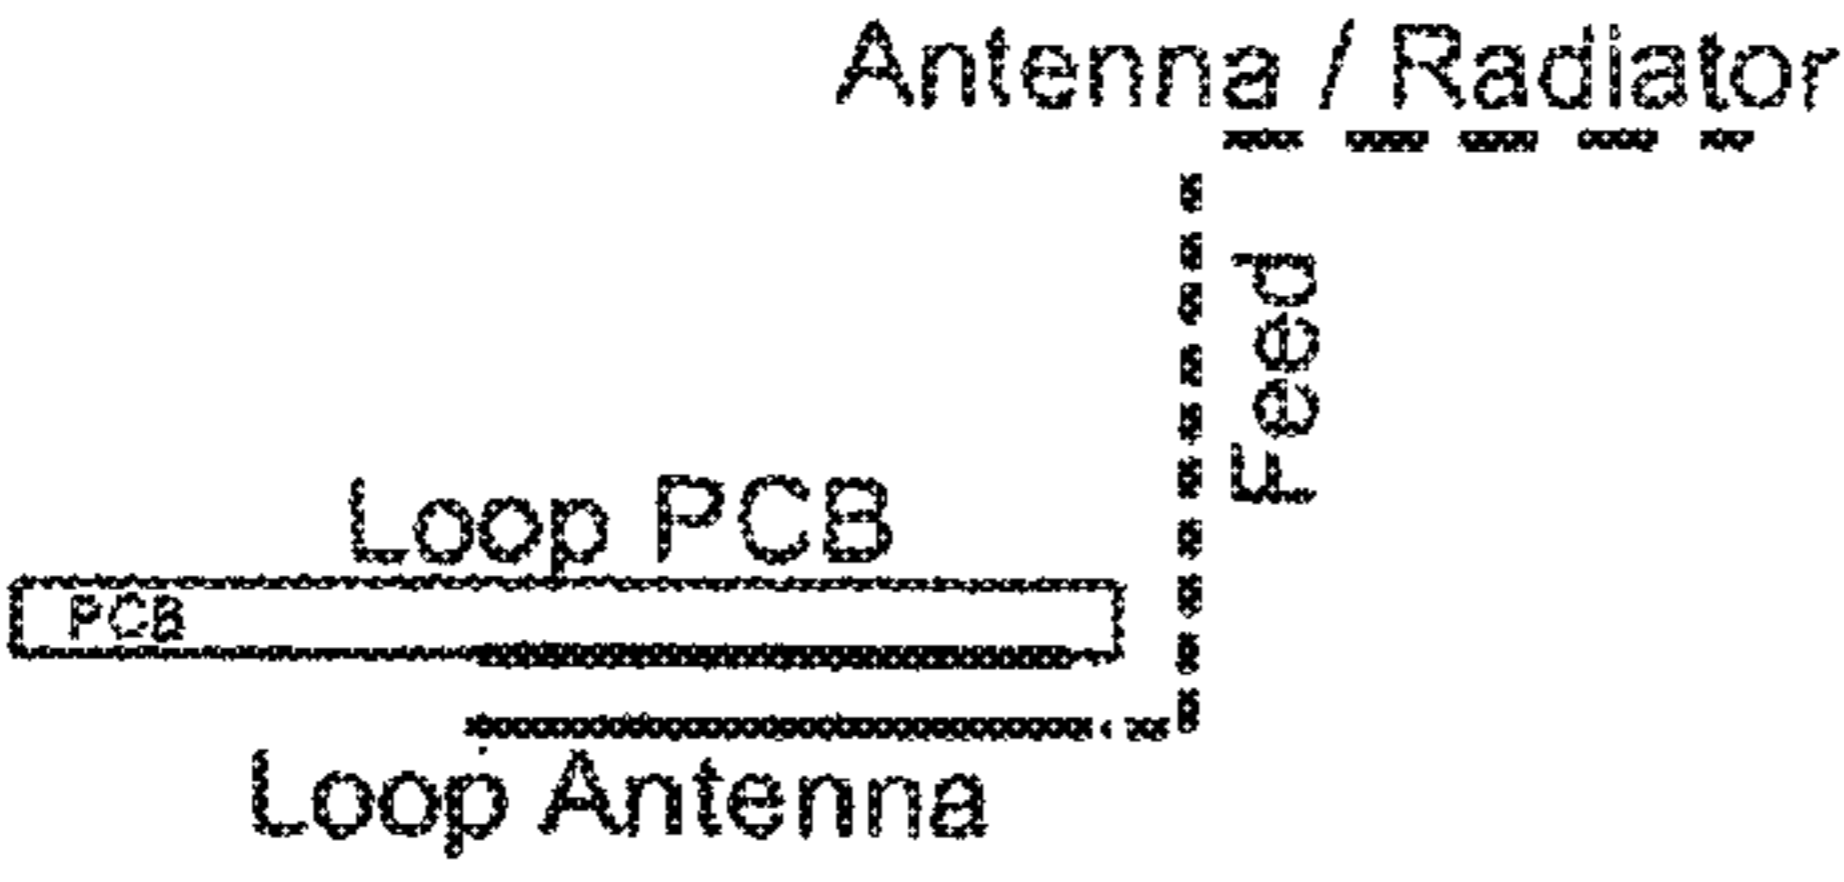 Antenna / Radiator
Feed
Loop PCB
PCB
Loop Antenna